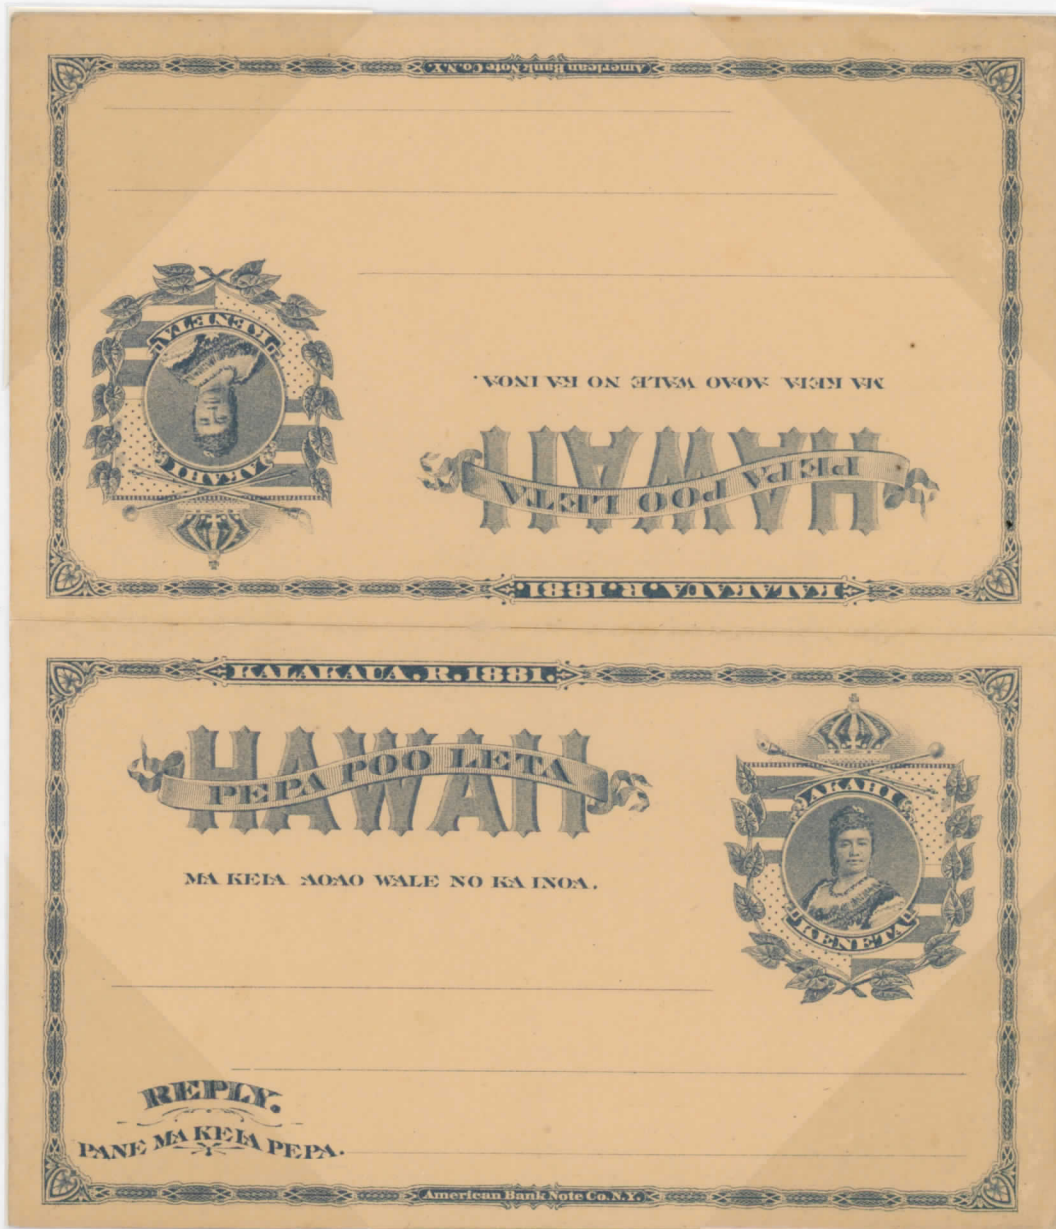 American Bank Note Co. N.Y.
KENETA
AKAHI
MA KEIA AOAO WALE NO KA INOA.
HAWAII
PEPA POO LETA
KALAKAUA. R. 1881.
KALAKAUA. R. 1881.
HAWAII
PEPA POO LETA
AKAHI
KENETA
MA KEIA AOAO WALE NO KA INOA.
REPLY.
PANE MA KEIA PEPA.
American Bank Note Co. N.Y.